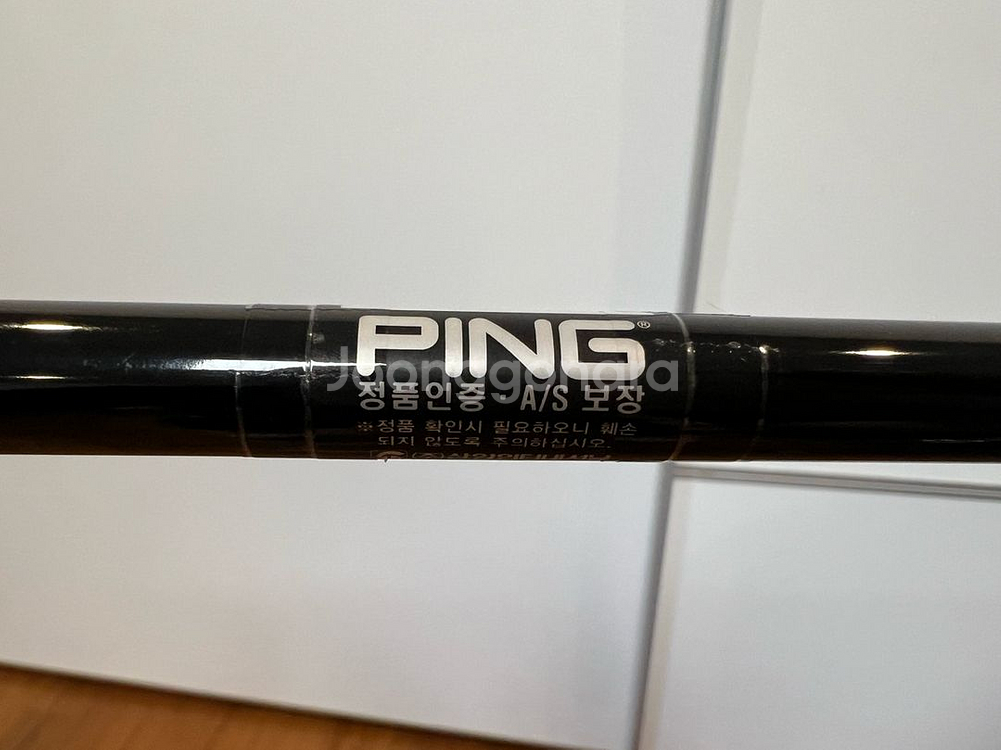 PING®
정품인증·A/S 보장
※정품 확인시 필요하오니 훼손
되지 않도록 주의하십시오.
Joonggonara